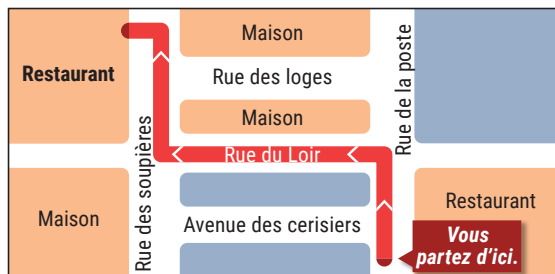 Maison
Restaurant
Rue des loges
Rue de la poste
Maison
Rue des soupières
Rue du Loir
Maison
Avenue des cerisiers
Restaurant
Vous
partez d’ici.